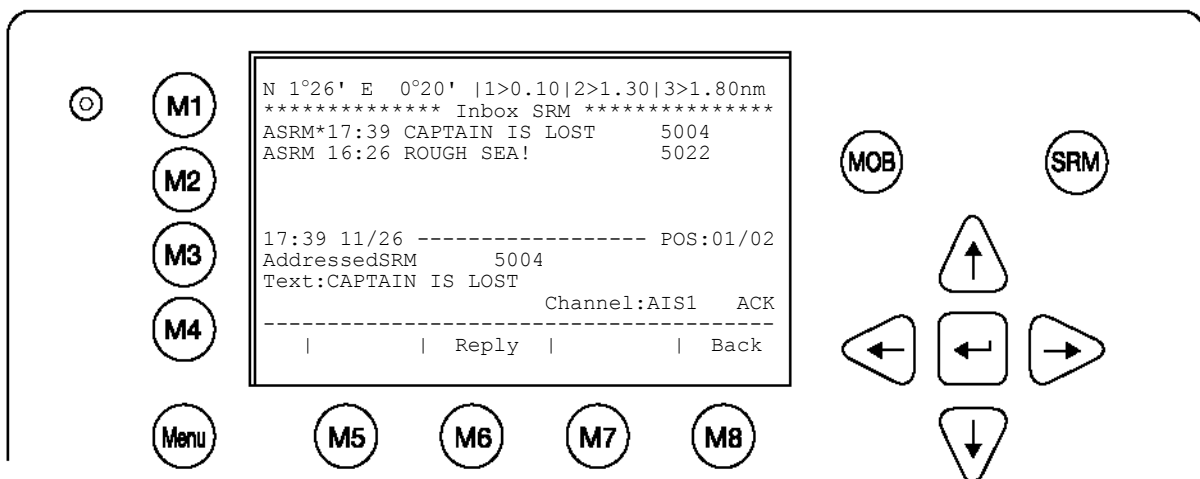 N 1°26' E  0°20' |1>0.10|2>1.30|3>1.80nm
************** Inbox SRM ***************
ASRM*17:39 CAPTAIN IS LOST     5004
ASRM 16:26 ROUGH SEA!          5022
17:39 11/26 ------------------ POS:01/02
AddressedSRM      5004
Text:CAPTAIN IS LOST
Channel:AIS1   ACK
----------------------------------------
|        | Reply  |         |  Back
M1
M2
M3
M4
Menu
M5
M6
M7
M8
MOB
SRM